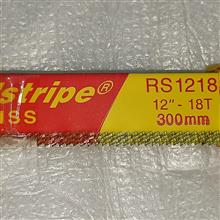 stripe®
ISS
RS1218
12" - 18T
300mm